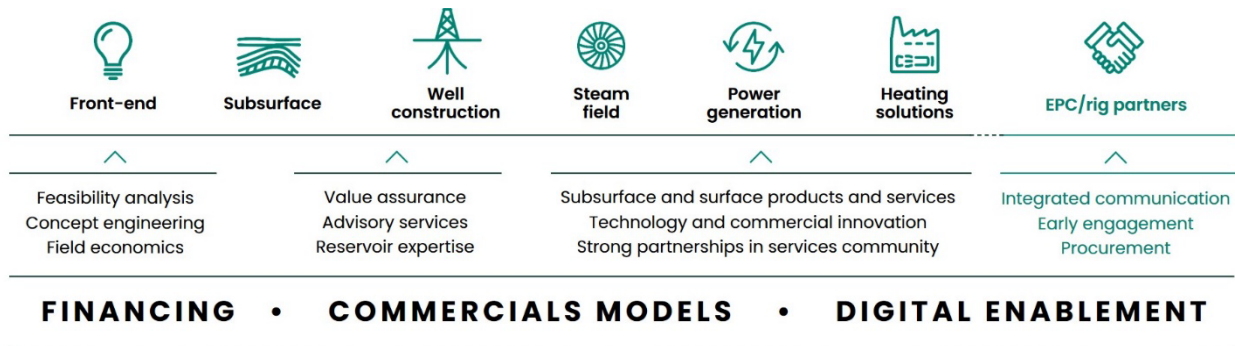 Front-end
Subsurface
Well
construction
Steam
field
Power
generation
Heating
solutions
EPC/rig partners
Feasibility analysis
Concept engineering
Field economics
Value assurance
Advisory services
Reservoir expertise
Subsurface and surface products and services
Technology and commercial innovation
Strong partnerships in services community
Integrated communication
Early engagement
Procurement
FINANCING • COMMERCIALS MODELS • DIGITAL ENABLEMENT